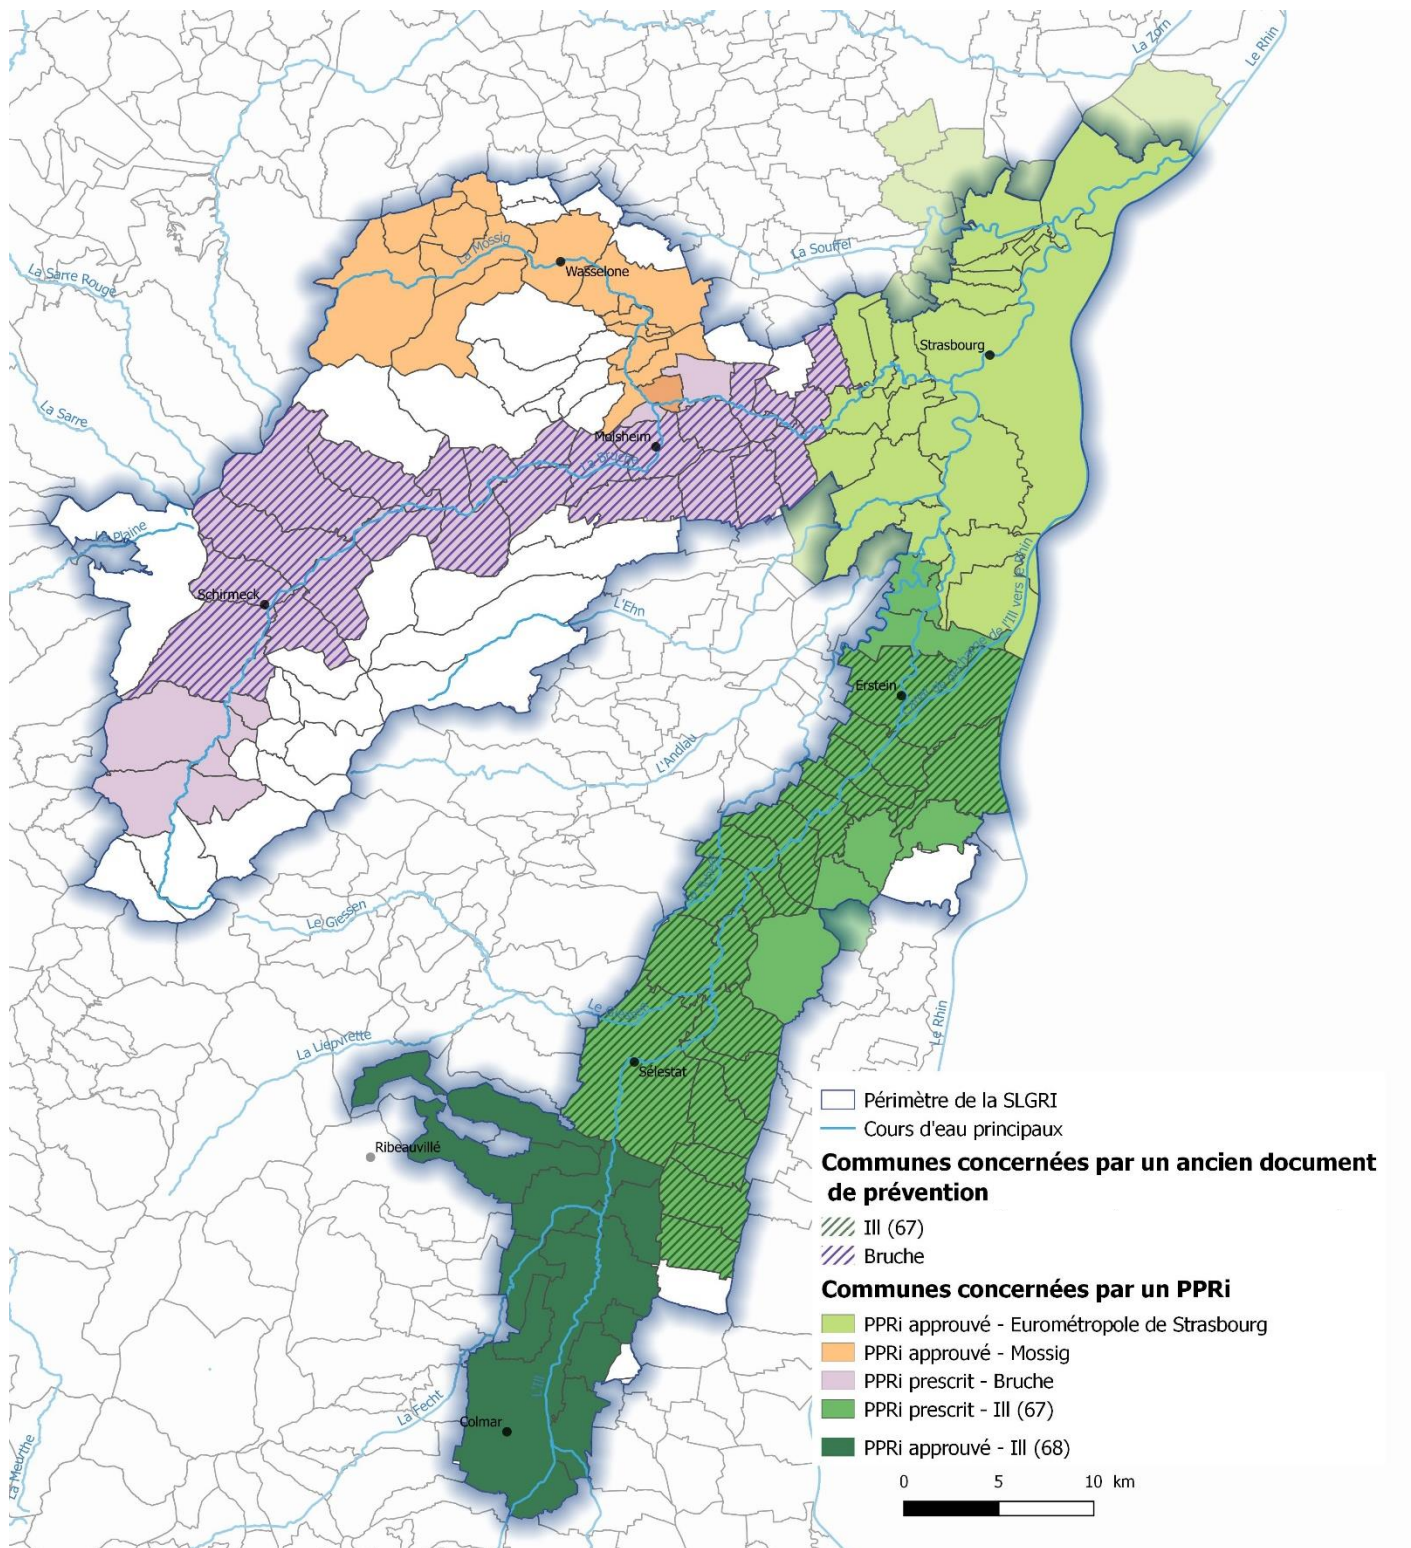 La Zorn
Le Rhin
La Mossig
Wasselone
La Souffel
La Sarre Rouge
Strasbourg
La Sarre
Molsheim
La Bruche
La Plaine
Schirmeck
L'Ehn
Erstein
L'Andlau
Le Giessen
Le Giessen
La Liepvrette
Le Rhin
Sélestat
Ribeauvillé
L'Ill
La Fecht
Colmar
La Meurthe
Périmètre de la SLGRI
Cours d'eau principaux
Communes concernées par un ancien document
de prévention
Ill (67)
Bruche
Communes concernées par un PPRi
PPRi approuvé - Eurométropole de Strasbourg
PPRi approuvé - Mossig
PPRi prescrit - Bruche
PPRi prescrit - Ill (67)
PPRi approuvé - Ill (68)
0 5 10 km